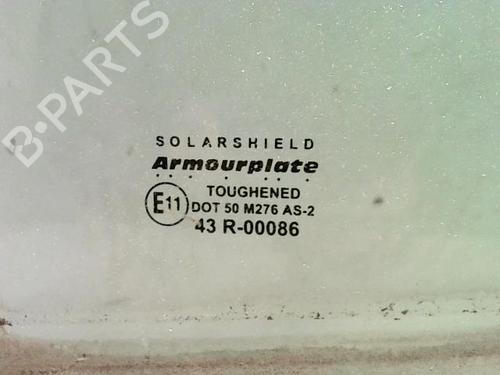 B-PARTS
SOLARSHIELD
Armourplate
TOUGHENED
E11
DOT 50 M276 AS-2
43 R-00086